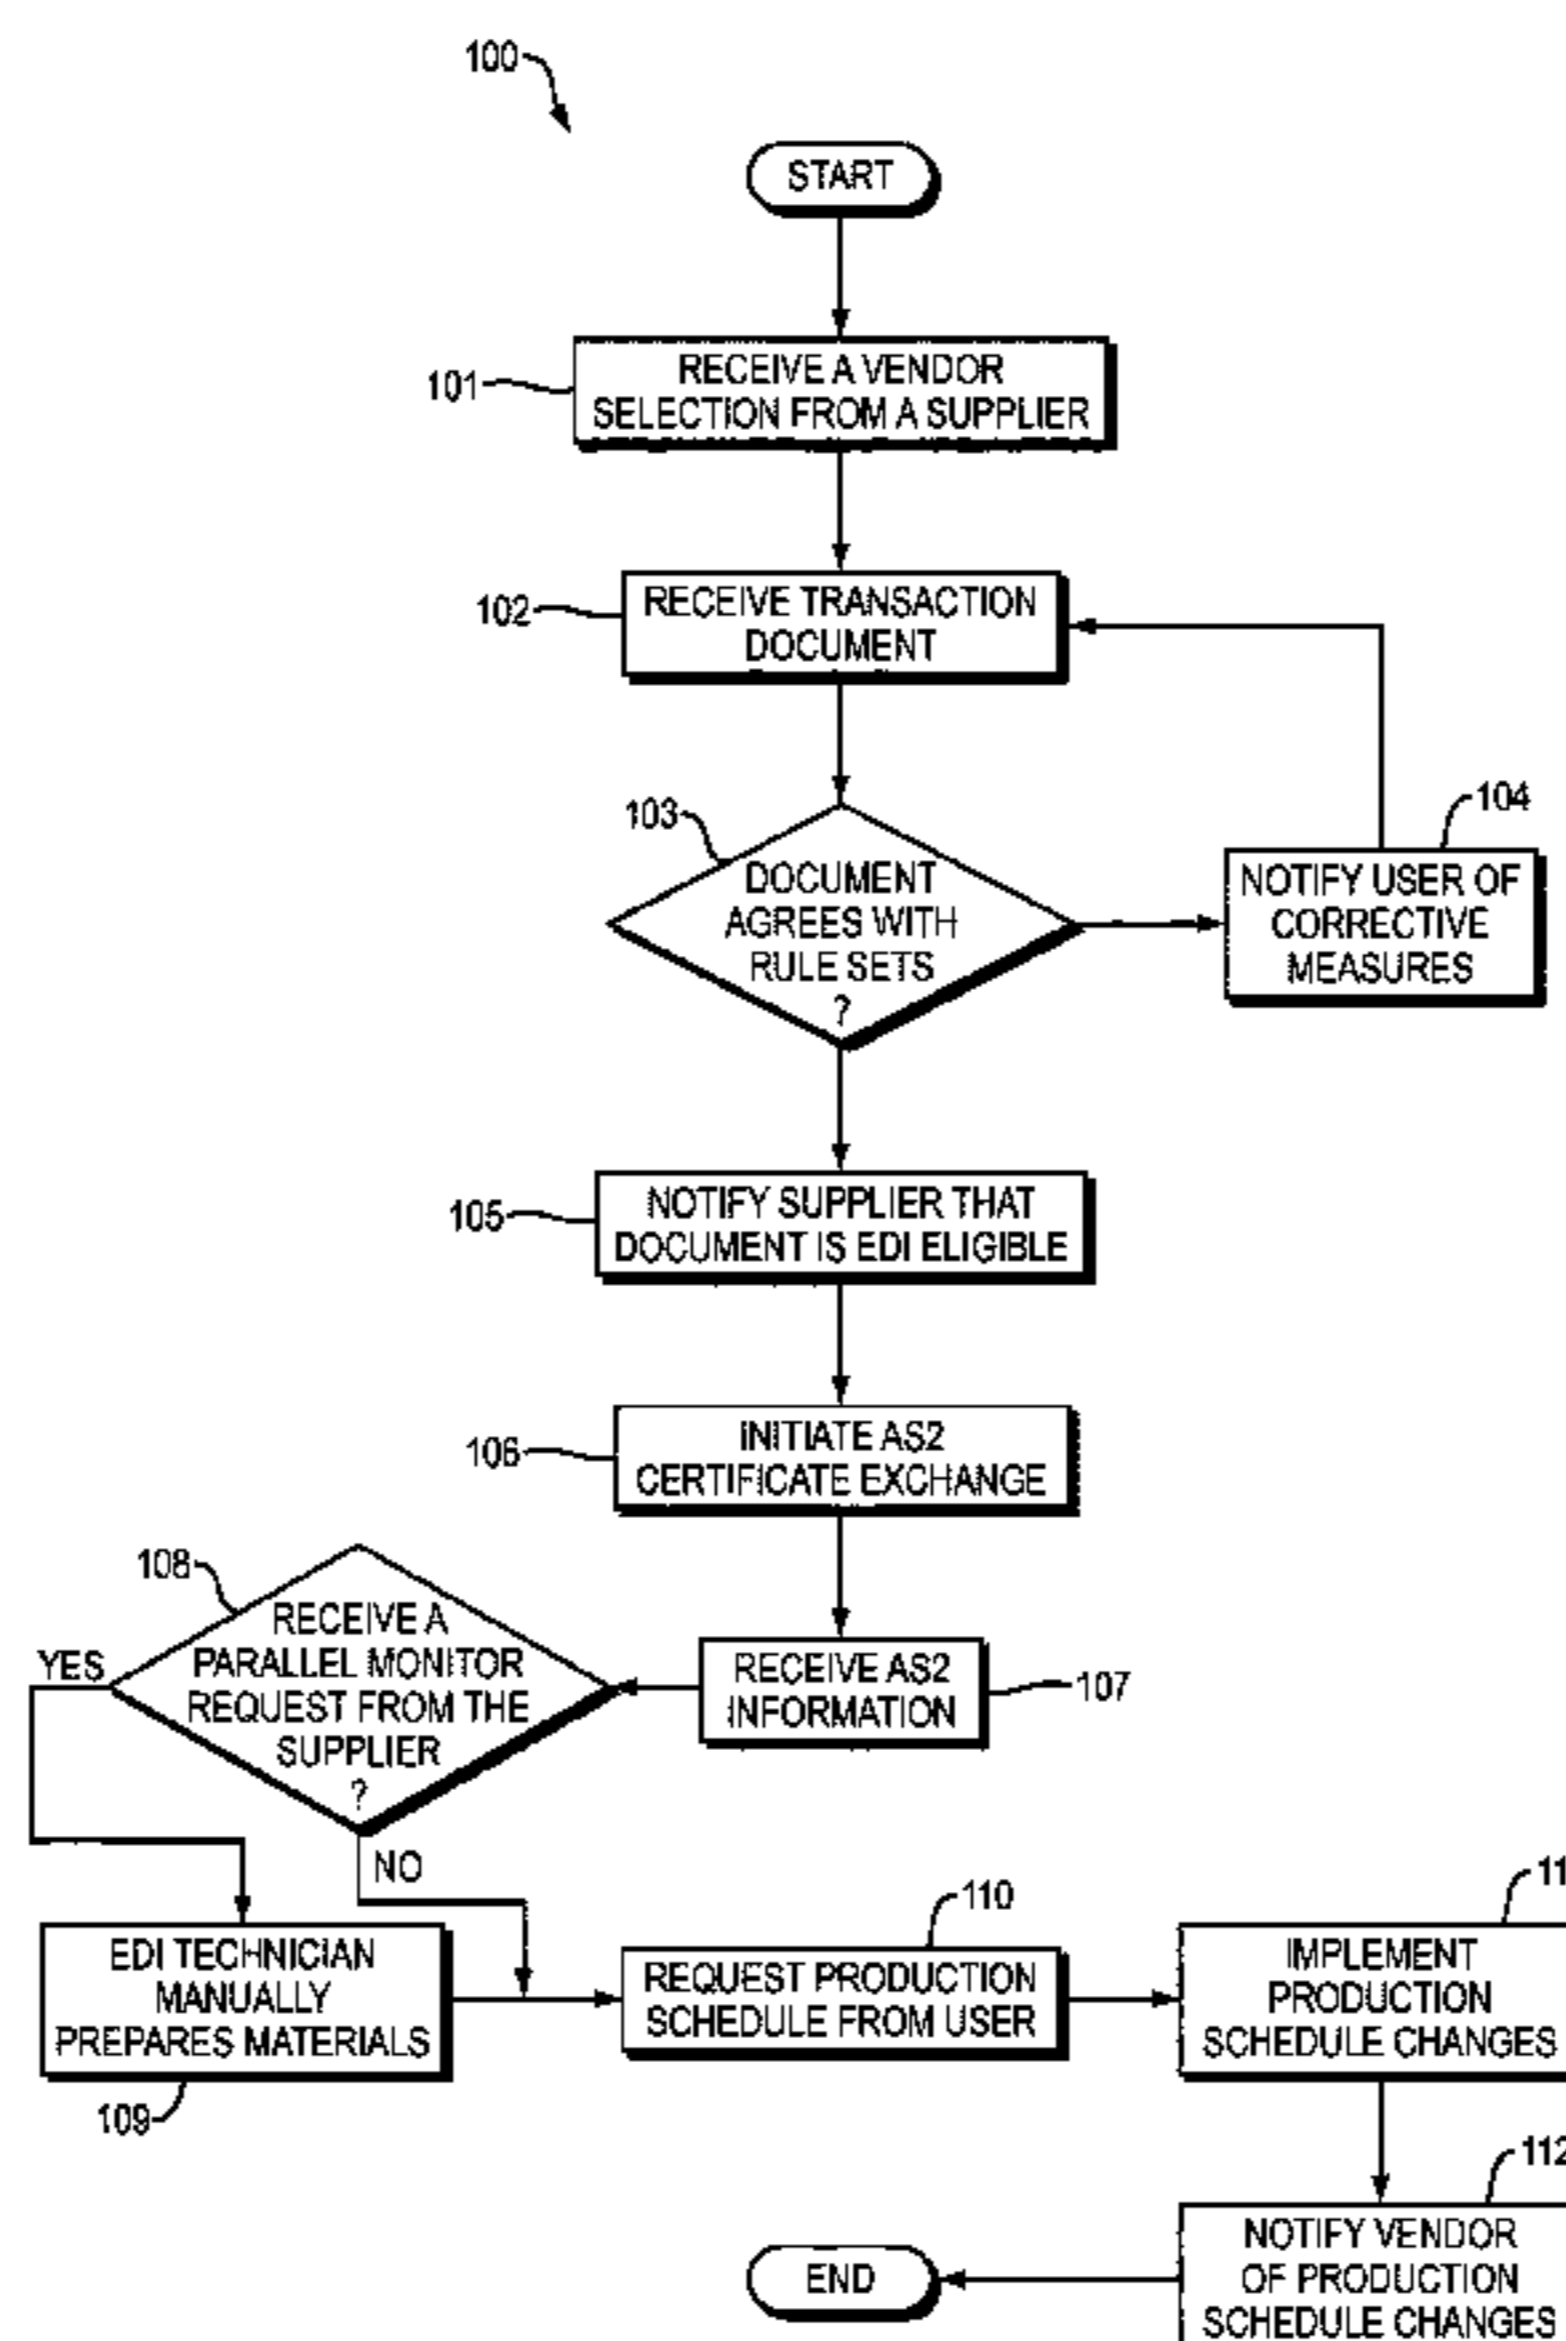 100
START
101
RECEIVE A VENDOR
SELECTION FROM A SUPPLIER
102
RECEIVE TRANSACTION
DOCUMENT
103
DOCUMENT
AGREES WITH
RULE SETS
?
104
NOTIFY USER OF
CORRECTIVE
MEASURES
105
NOTIFY SUPPLIER THAT
DOCUMENT IS EDI ELIGIBLE
106
INITIATE AS2
CERTIFICATE EXCHANGE
107
RECEIVE AS2
INFORMATION
108
RECEIVE A
PARALLEL MONITOR
REQUEST FROM THE
SUPPLIER
?
YES
NO
EDI TECHNICIAN
MANUALLY
PREPARES MATERIALS
109
110
REQUEST PRODUCTION
SCHEDULE FROM USER
11
IMPLEMENT
PRODUCTION
SCHEDULE CHANGES
112
NOTIFY VENDOR
OF PRODUCTION
SCHEDULE CHANGES
END